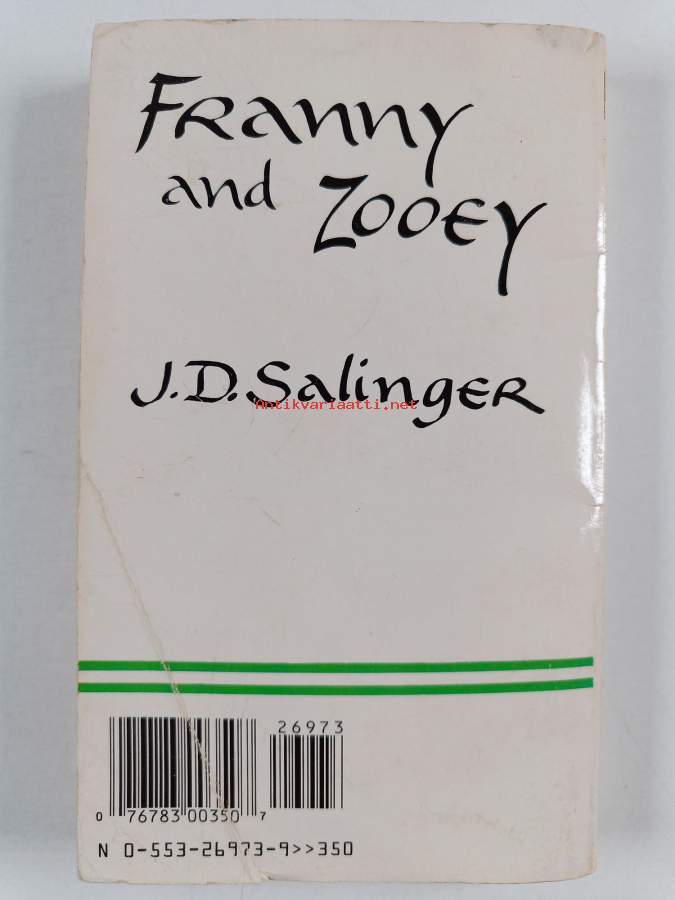 Franny
and Zooey
J.D. Salinger
Antikvariaatti.net
26973
0 76783 00350 7
N 0-553-26973-9>>350